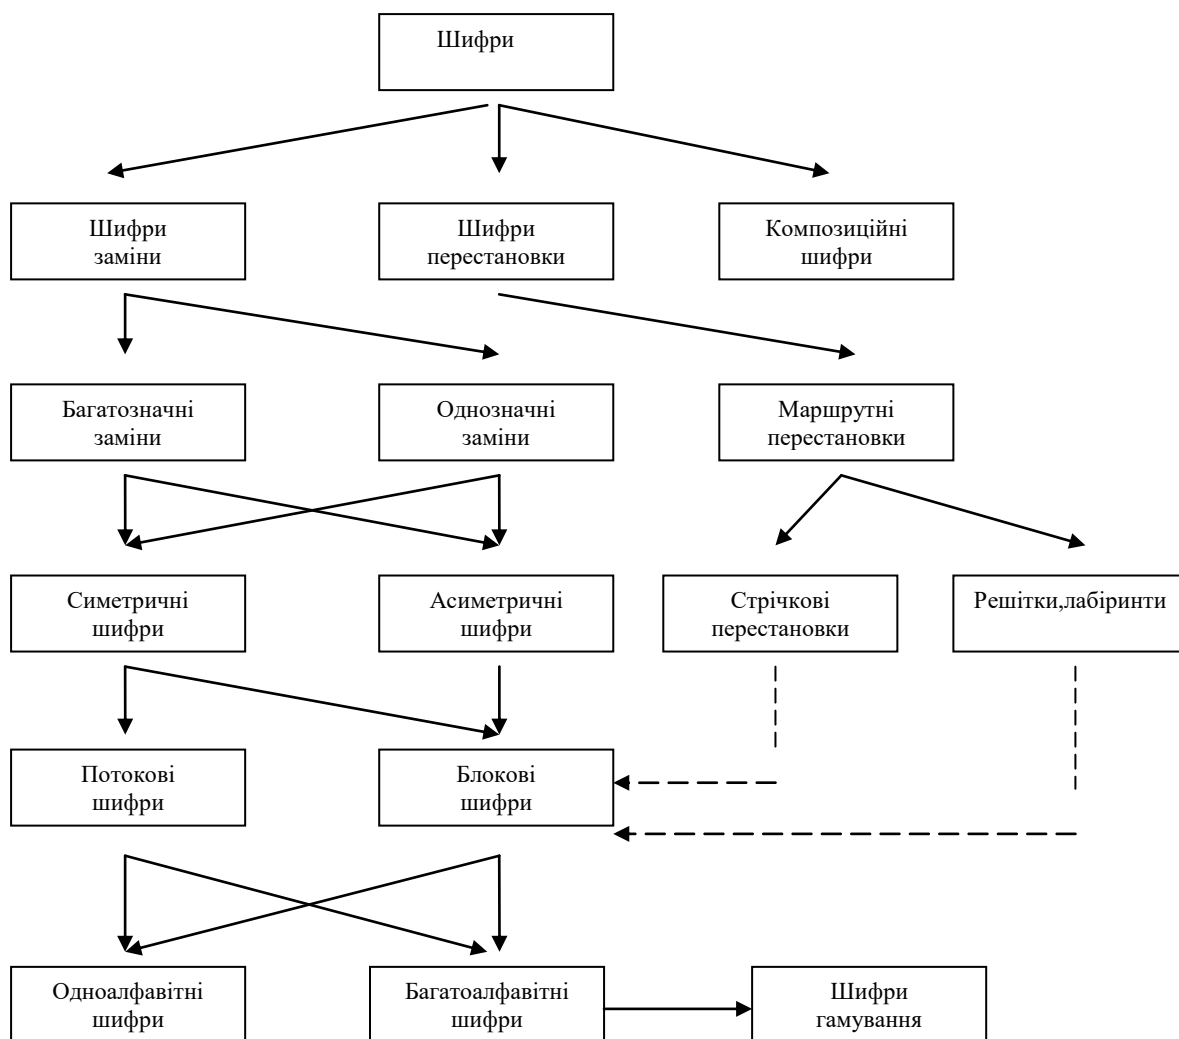 Шифри
Шифри
заміни
Шифри
перестановки
Композиційні
шифри
Багатозначні
заміни
Однозначні
заміни
Маршрутні
перестановки
Симетричні
шифри
Асиметричні
шифри
Стрічкові
перестановки
Решітки,лабіринти
Потокові
шифри
Блокові
шифри
Одноалфавітні
шифри
Багатоалфавітні
шифри
Шифри
гамування